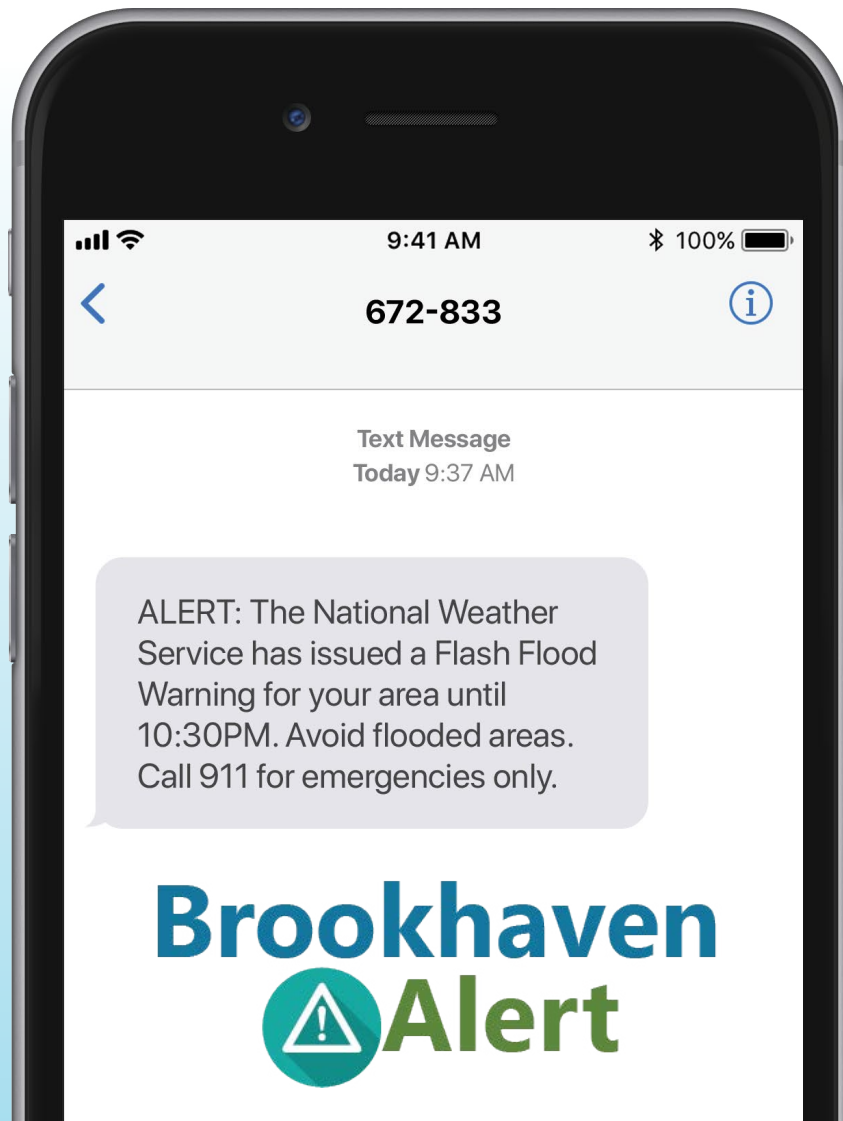 9:41 AM
100%
672-833
Text Message
Today 9:37 AM
ALERT: The National Weather
Service has issued a Flash Flood
Warning for your area until
10:30PM. Avoid flooded areas.
Call 911 for emergencies only.
Brookhaven
Alert